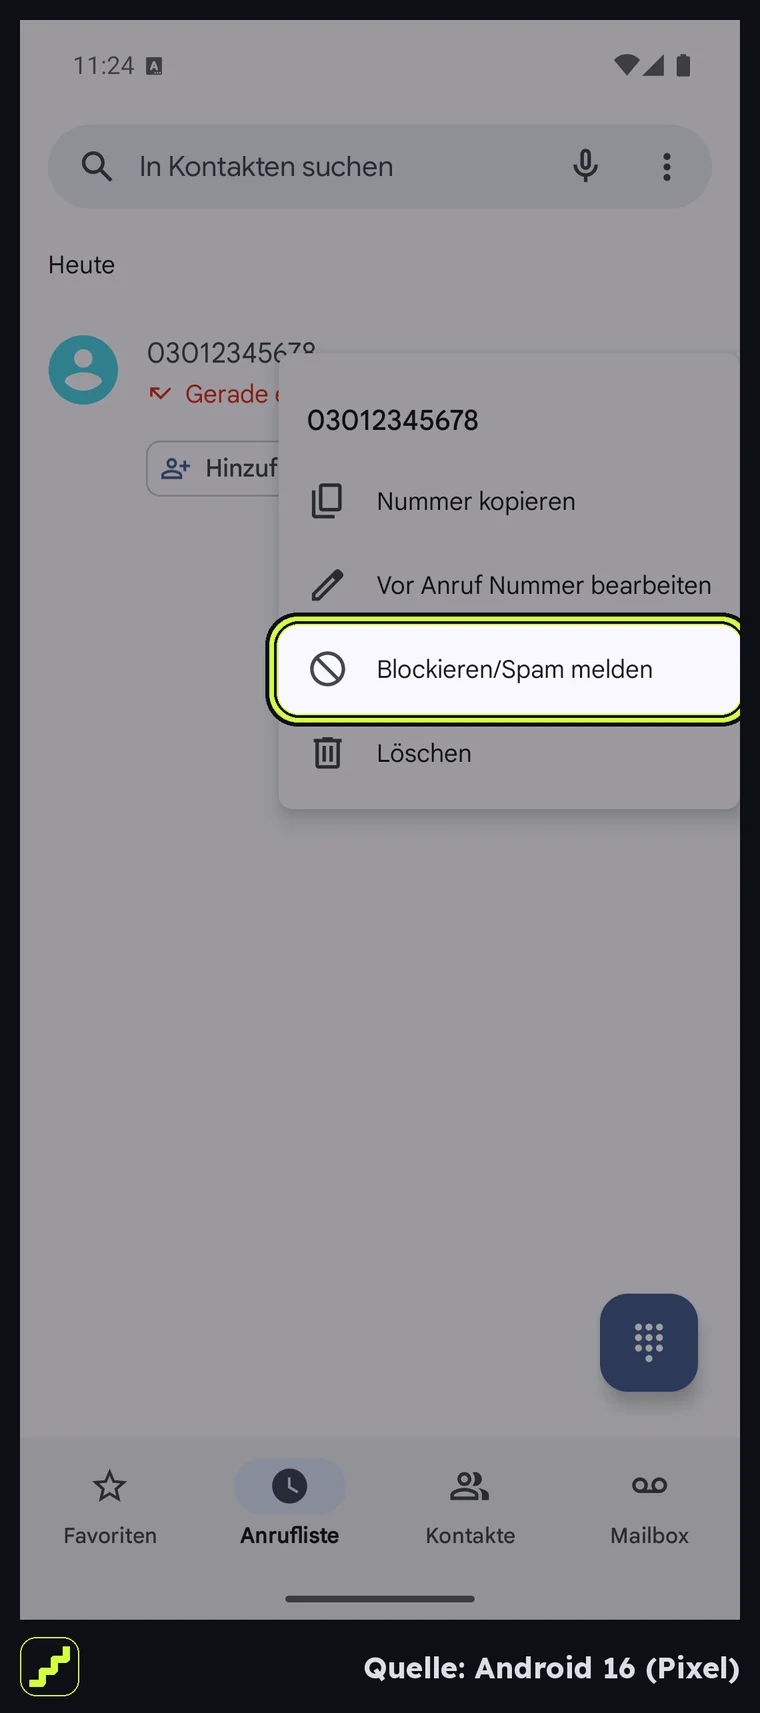 11:24
In Kontakten suchen
Heute
03012345678
Gerade
03012345678
Hinzuf
Nummer kopieren
Vor Anruf Nummer bearbeiten
Blockieren/Spam melden
Löschen
Favoriten
Anrufliste
Kontakte
Mailbox
Quelle: Android 16 (Pixel)